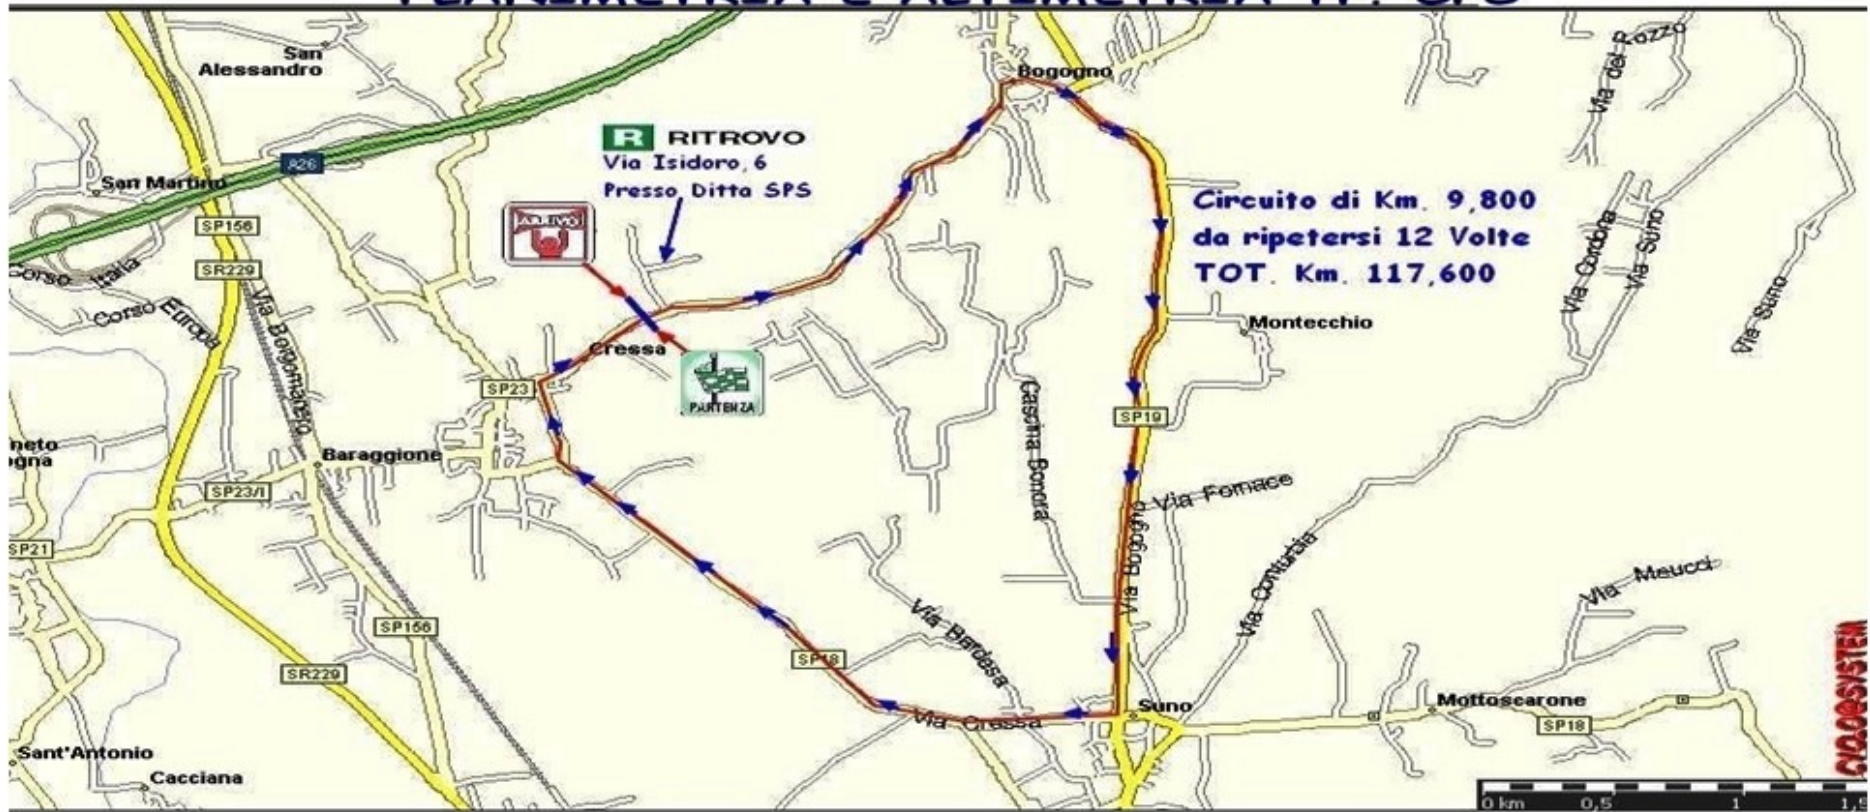 PLANIMETRIA e ALTIMETRIA
San
Alessandro
Bogogno
Via del Pozzo
A26
San Martino
R RITROVO
Via Isidoro, 6
Presso Ditta SPS
ARRIVO
Circuito di Km. 9,800
da ripetersi 12 Volte
TOT. Km. 117,600
SP156
SR229
Corso Italia
Corso Europa
Via Borgomanero
Via Cordona
Via Suno
Via Suno
Montecchio
Cressa
PARTENZA
SP23
SP19
Cascina Bonora
Baraggione
SP23/I
Via Fornace
Via Bogogno
SP21
Via Conturbia
Via Meucci
SP156
Via Bardasa
SP18
SR229
Via Cressa
Suno
Mottoscarone
SP18
Sant'Antonio
Cacciana
0 km 0,5 1